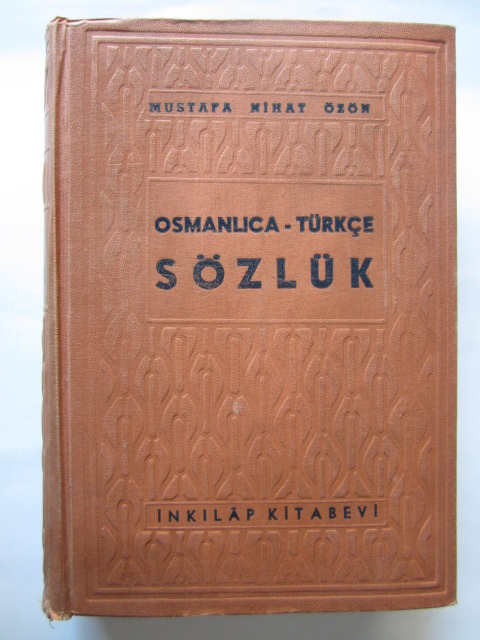 MUSTAFA NİHAT ÖZÖN
OSMANLICA - TÜRKÇE
SÖZLÜK
İNKILÂP KİTABEVİ